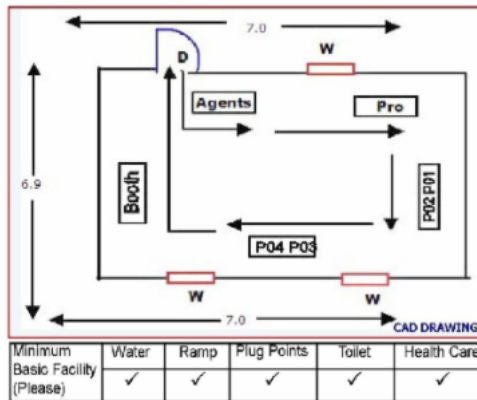 7.0
D
W
Agents
Pro
6.9
Booth
P02 P01
P04 P03
W
W
7.0
CAD DRAWING
Minimum Basic Facility (Please)
Water
Ramp
Plug Points
Toilet
Health Care
✓ ✓ ✓ ✓ ✓